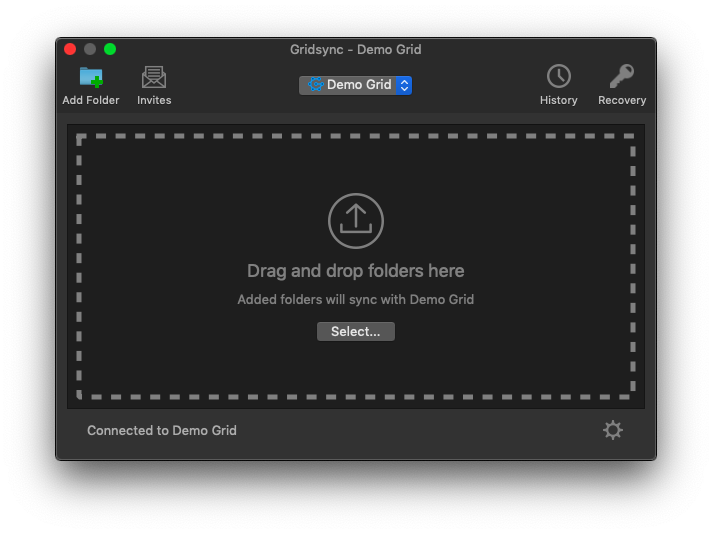 Gridsync - Demo Grid
Add Folder
Invites
Demo Grid
History
Recovery
Drag and drop folders here
Added folders will sync with Demo Grid
Select...
Connected to Demo Grid